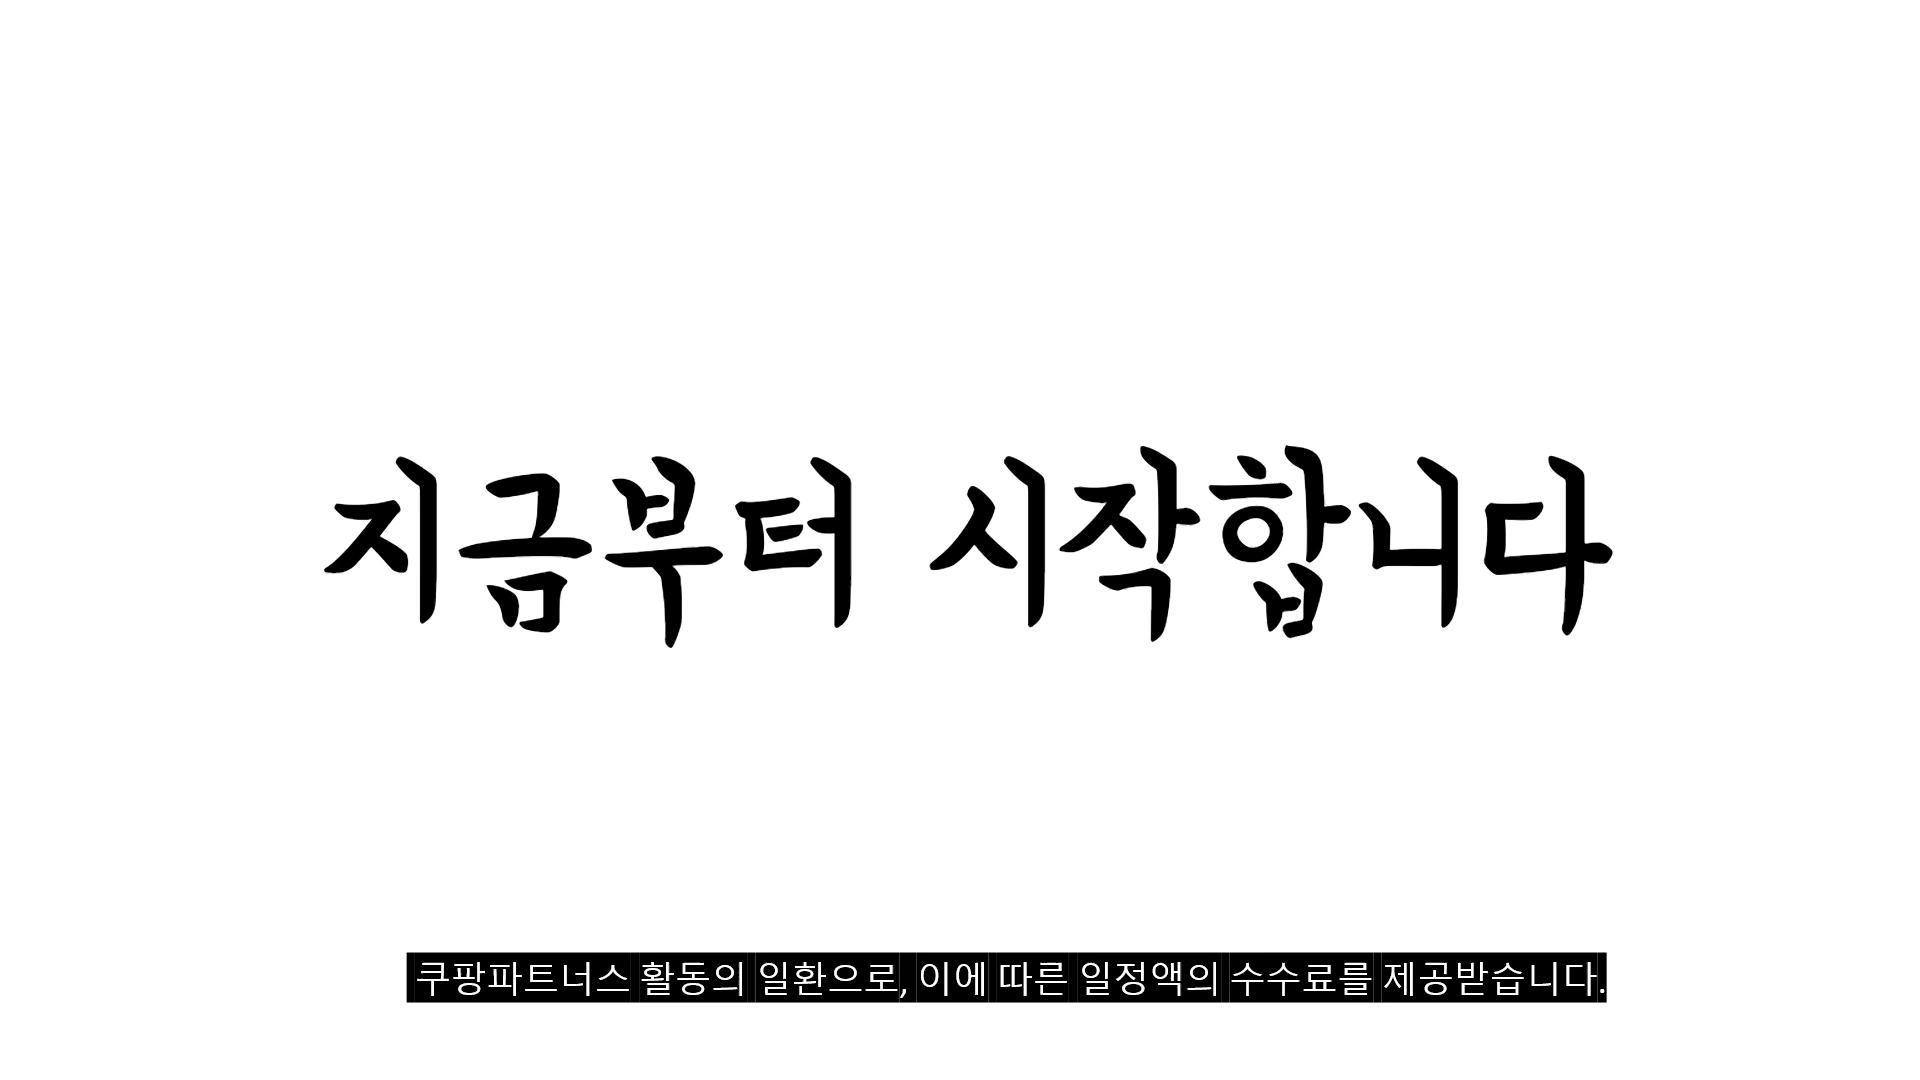 지금부터 시작합니다
쿠팡파트너스 활동의 일환으로, 이에 따른 일정액의 수수료를 제공받습니다.